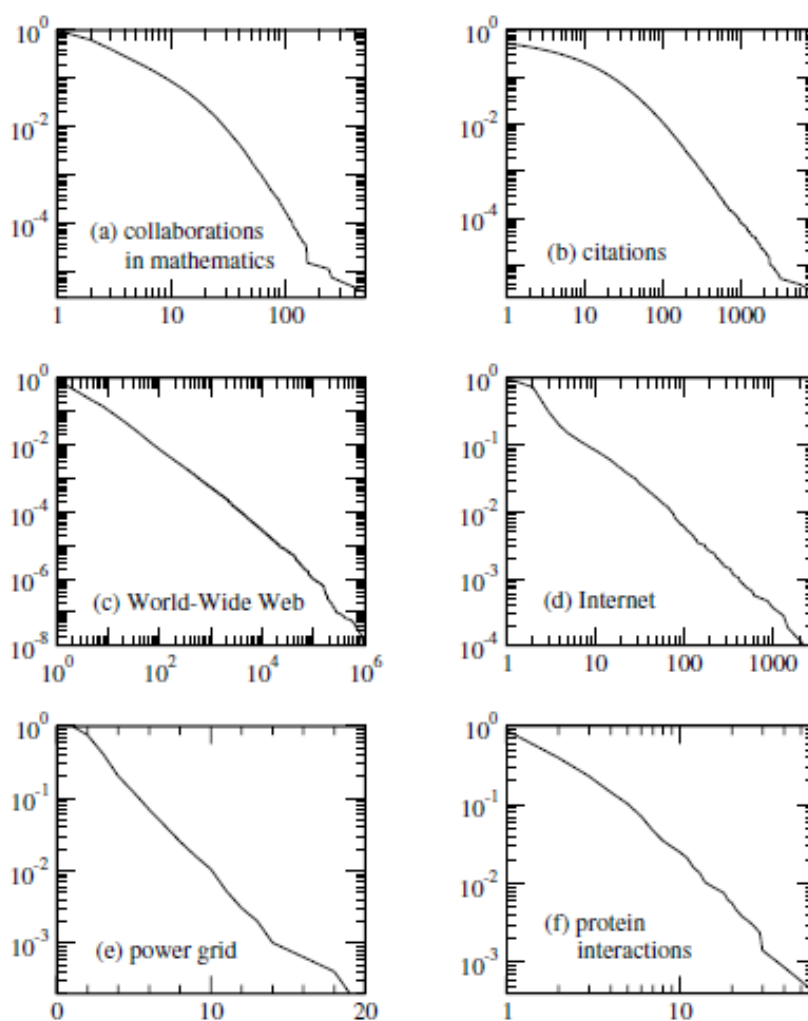 10^0
10^-2
10^-4
(a) collaborations
in mathematics
1 10 100
10^0
10^-2
10^-4
(b) citations
1 10 100 1000
10^0
10^-2
10^-4
10^-6
10^-8
(c) World-Wide Web
10^0 10^2 10^4 10^6
10^0
10^-1
10^-2
10^-3
10^-4
(d) Internet
1 10 100 1000
10^0
10^-1
10^-2
10^-3
(e) power grid
0 10 20
10^0
10^-1
10^-2
10^-3
(f) protein
interactions
1 10